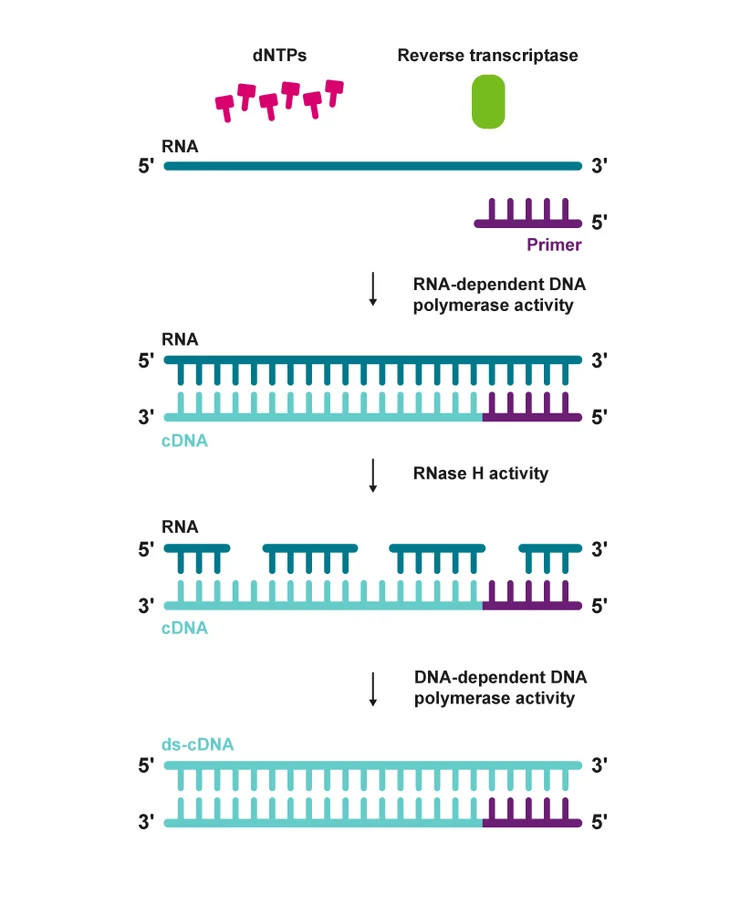 dNTPs
Reverse transcriptase
RNA
5' 3'
5'
Primer
RNA-dependent DNA
polymerase activity
RNA
5' 3'
3' 5'
cDNA
RNase H activity
RNA
5' 3'
3' 5'
cDNA
DNA-dependent DNA
polymerase activity
ds-cDNA
5' 3'
3' 5'